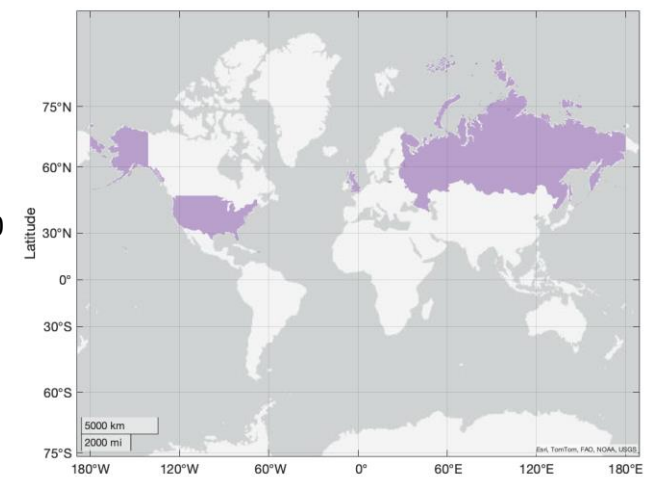 75°N
60°N
30°N
0°
30°S
60°S
75°S
Latitude
5000 km
2000 mi
Esri, TomTom, FAO, NOAA, USGS
180°W 120°W 60°W 0° 60°E 120°E 180°E